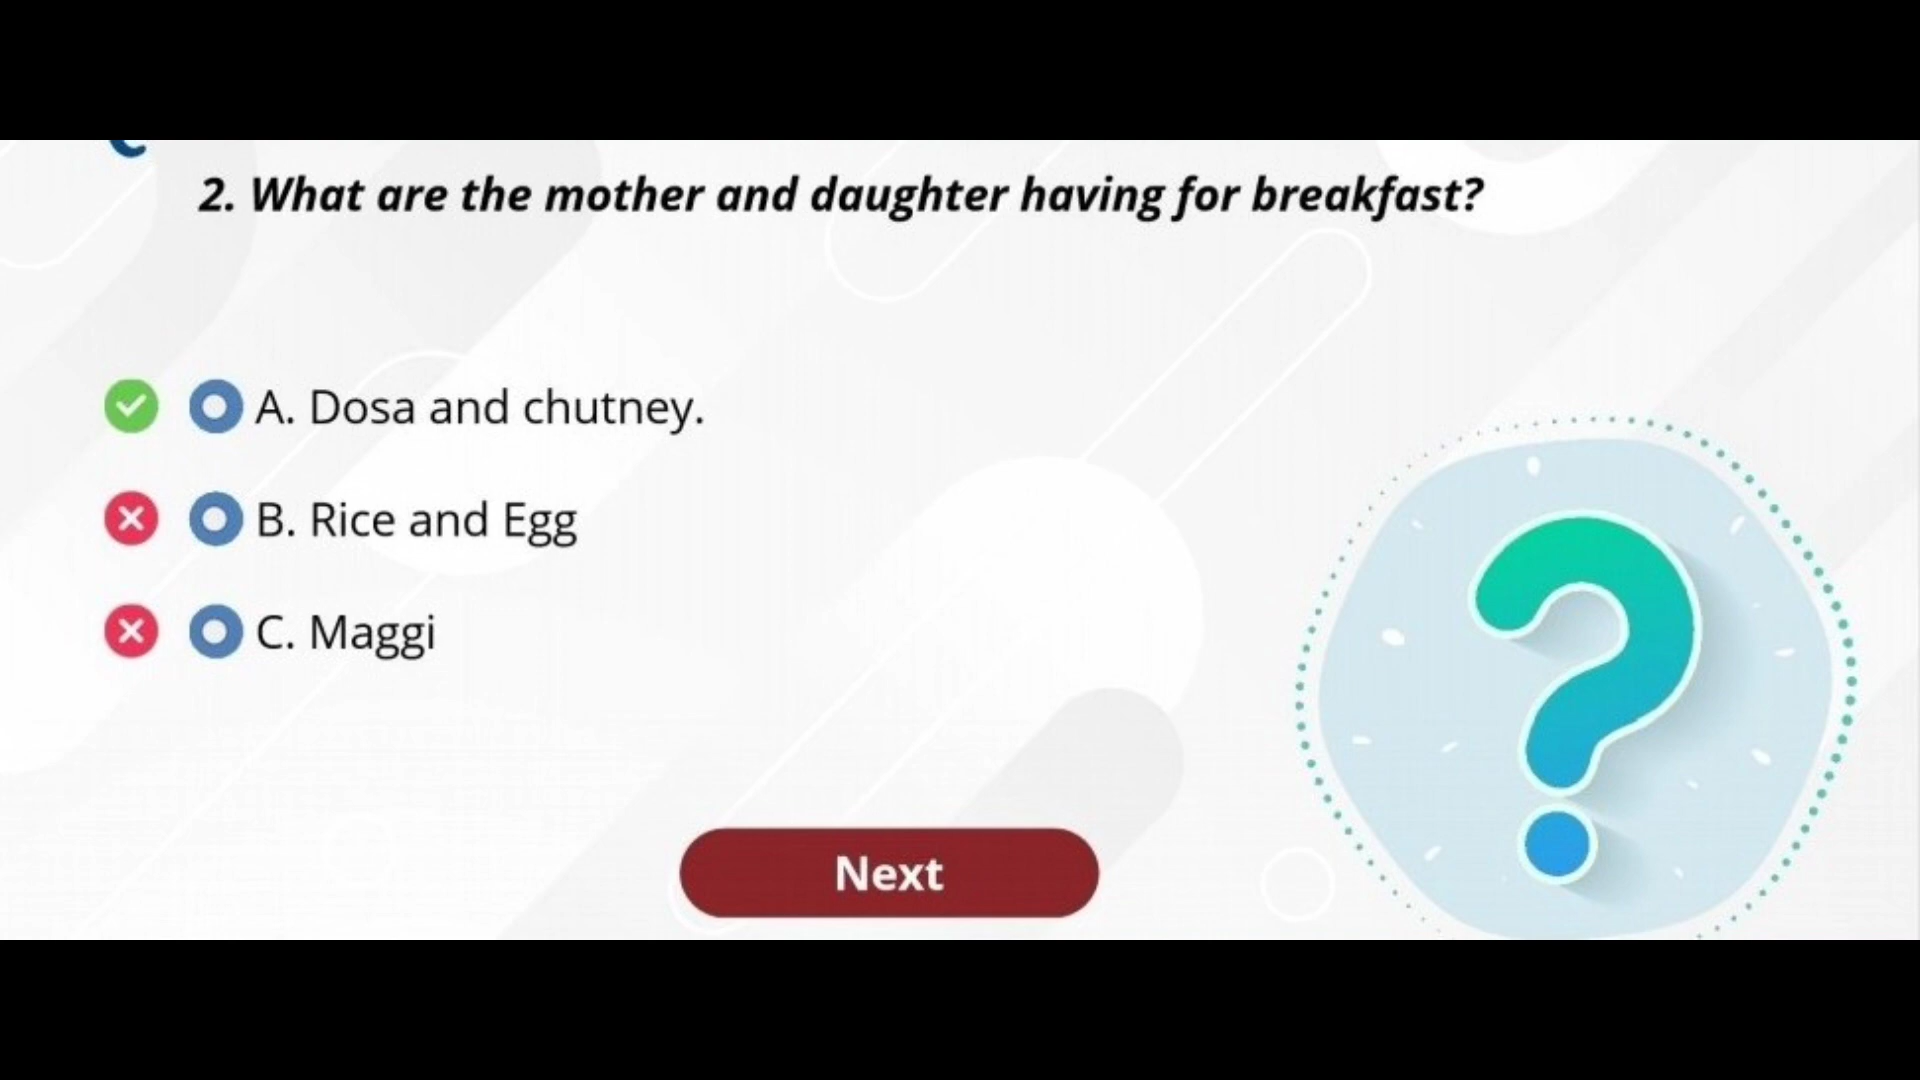 2. What are the mother and daughter having for breakfast?
A. Dosa and chutney.
B. Rice and Egg
C. Maggi
Next